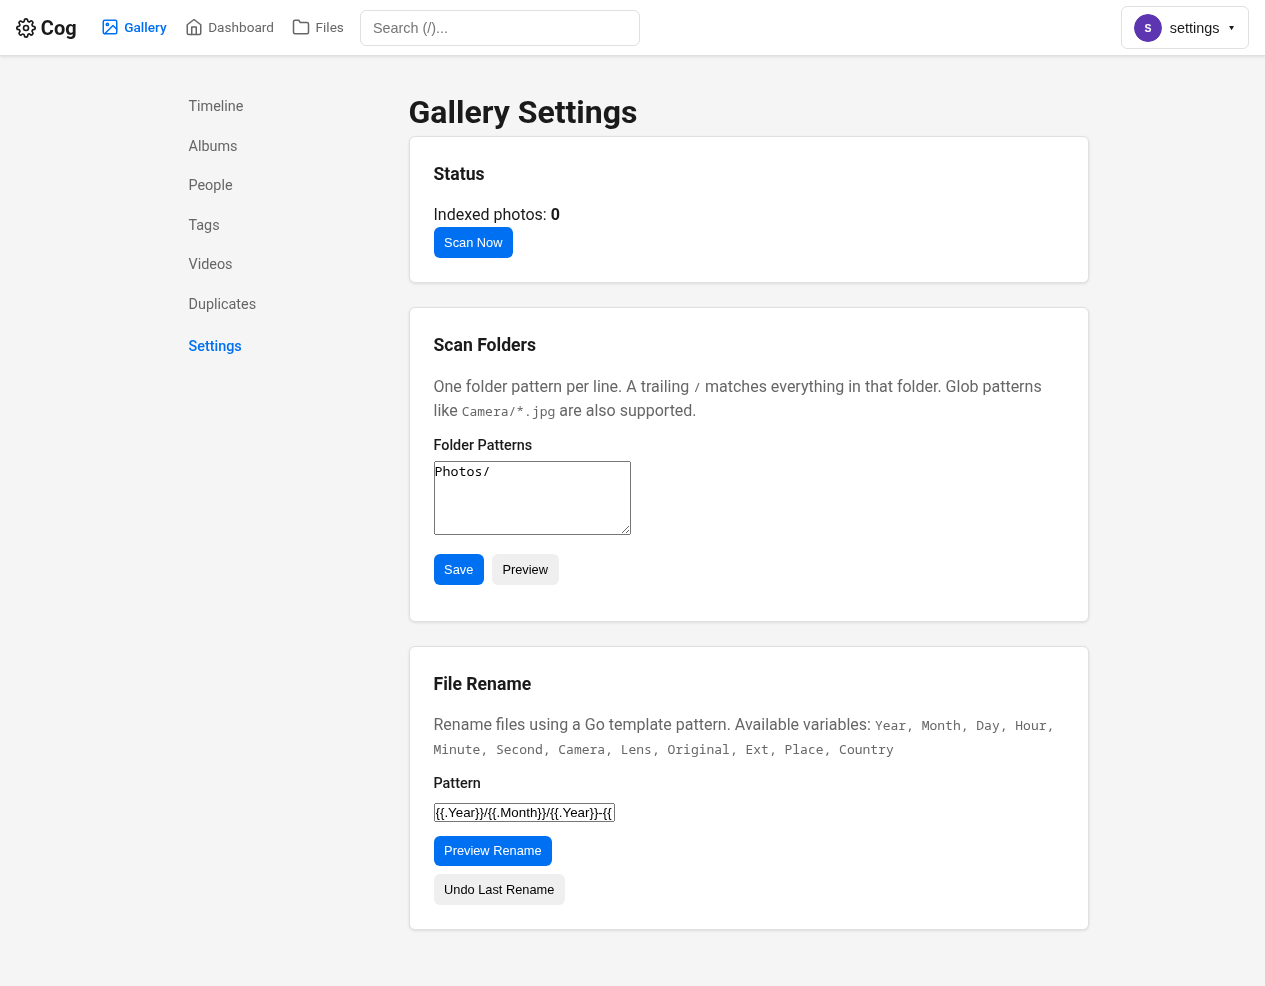 Cog
Gallery
Dashboard
Files
Search (/)...
S
settings ▾
Timeline
Albums
People
Tags
Videos
Duplicates
Settings
Gallery Settings
Status
Indexed photos: 0
Scan Now
Scan Folders
One folder pattern per line. A trailing / matches everything in that folder. Glob patterns
like Camera/*.jpg are also supported.
Folder Patterns
Photos/
Save
Preview
File Rename
Rename files using a Go template pattern. Available variables: Year, Month, Day, Hour,
Minute, Second, Camera, Lens, Original, Ext, Place, Country
Pattern
{{.Year}}/{{.Month}}/{{.Year}}-{{
Preview Rename
Undo Last Rename